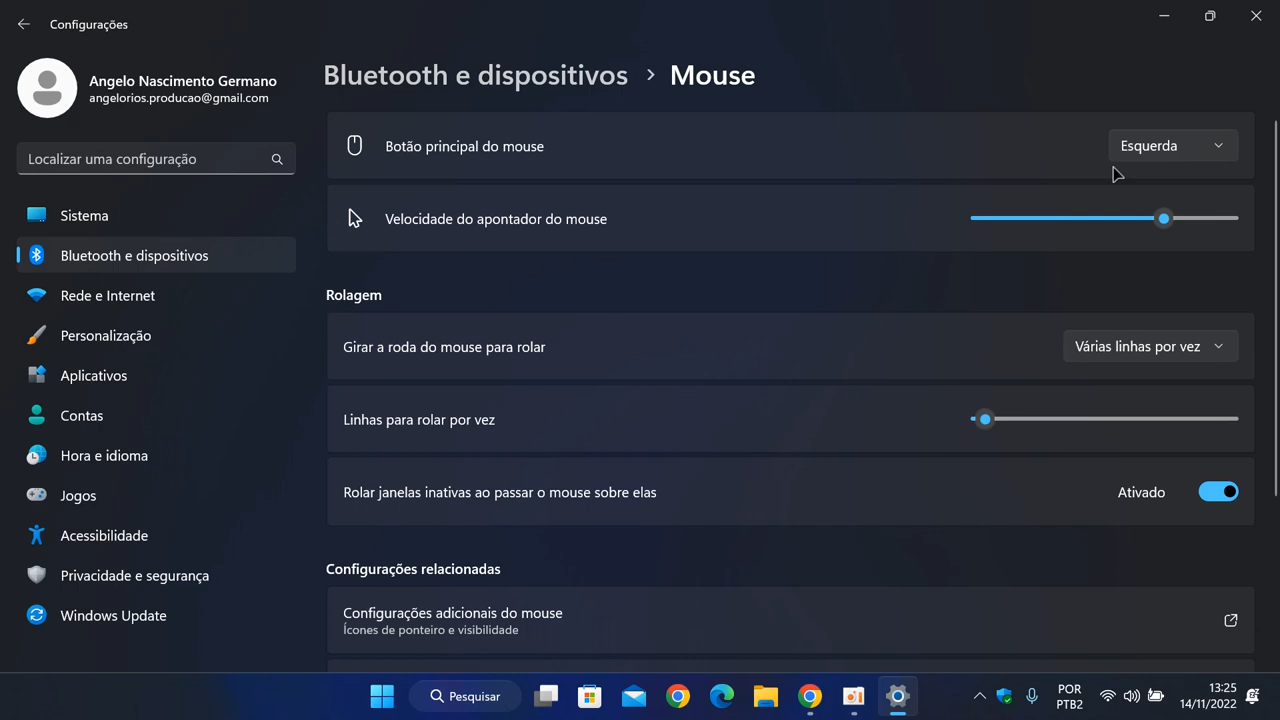 Configurações
Angelo Nascimento Germano
angelorios.producao@gmail.com
Localizar uma configuração
Sistema
Bluetooth e dispositivos
Rede e Internet
Personalização
Aplicativos
Contas
Hora e idioma
Jogos
Acessibilidade
Privacidade e segurança
Windows Update
Bluetooth e dispositivos > Mouse
Botão principal do mouse
Esquerda
Velocidade do apontador do mouse
Rolagem
Girar a roda do mouse para rolar
Várias linhas por vez
Linhas para rolar por vez
Rolar janelas inativas ao passar o mouse sobre elas
Ativado
Configurações relacionadas
Configurações adicionais do mouse
Ícones de ponteiro e visibilidade
Pesquisar
POR
PTB2
13:25
14/11/2022